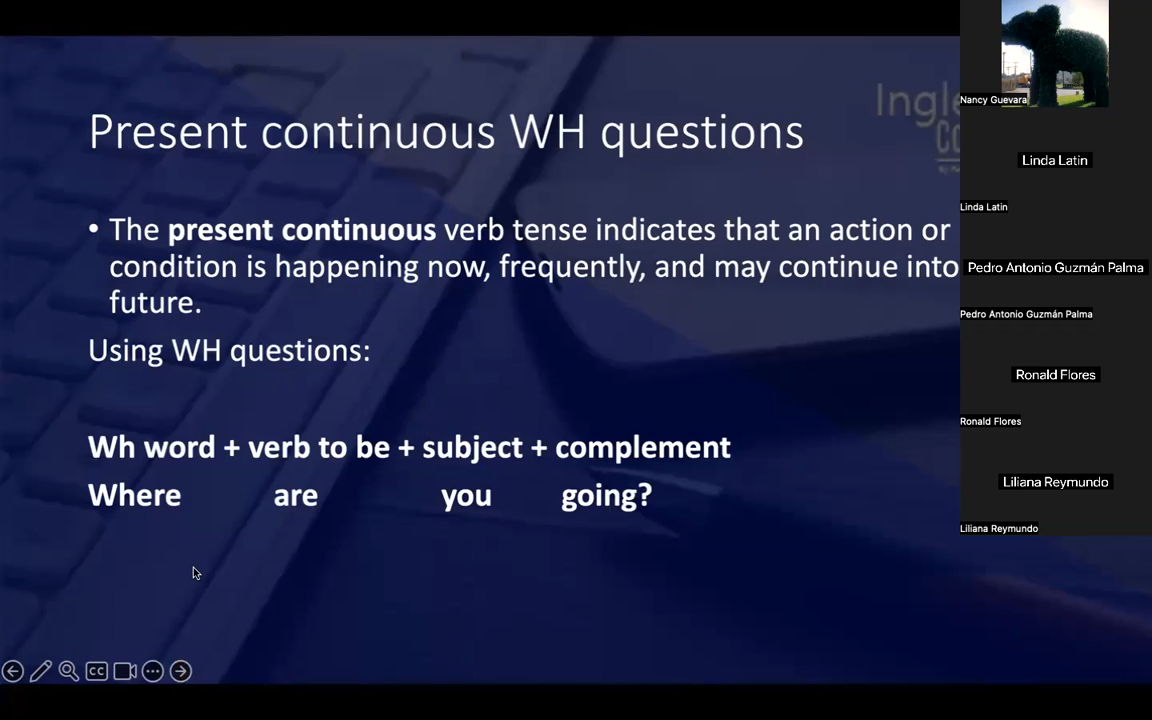 Present continuous WH questions
• The present continuous verb tense indicates that an action or
condition is happening now, frequently, and may continue into
future.
Using WH questions:
Wh word + verb to be + subject + complement
Where are you going?
Nancy Guevara
Linda Latin
Linda Latin
Pedro Antonio Guzmán Palma
Pedro Antonio Guzmán Palma
Ronald Flores
Ronald Flores
Liliana Reymundo
Liliana Reymundo
CC